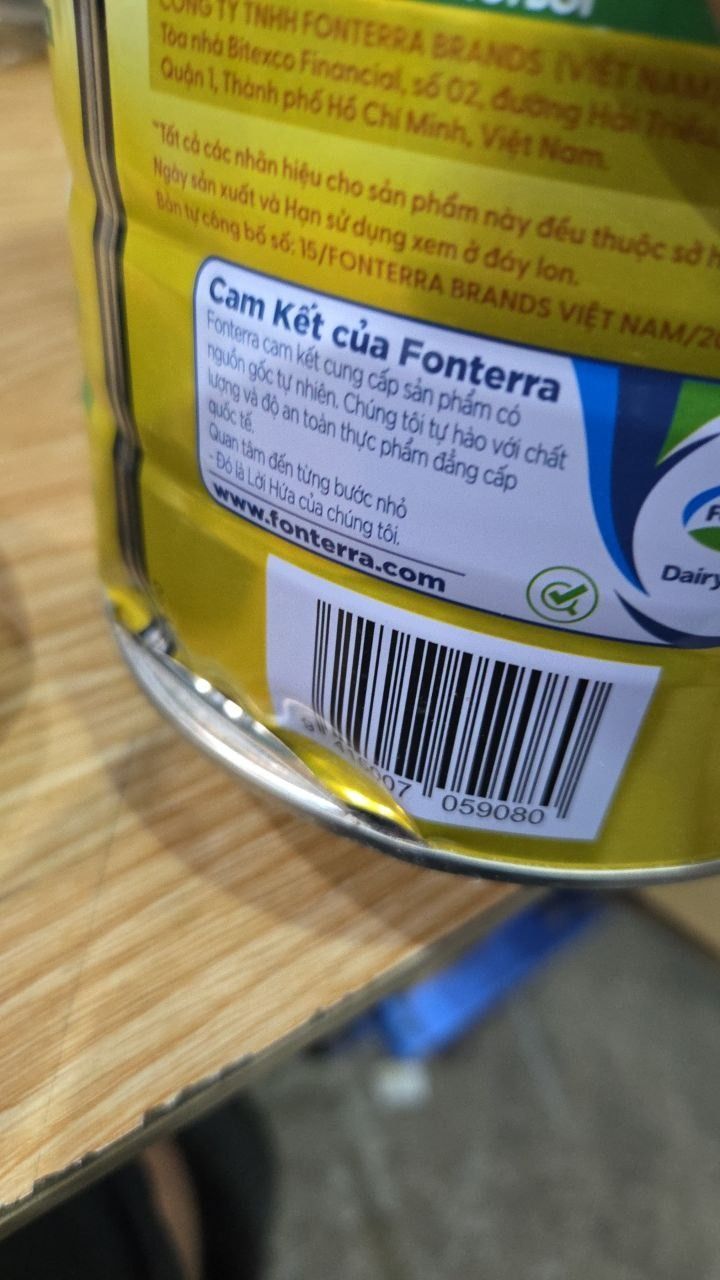 CÔNG TY TNHH FONTERRA BRANDS (VIỆT NAM)
Tòa nhà Bitexco Financial, số 02, đường Hải Triều
Quận 1, Thành phố Hồ Chí Minh, Việt Nam.
"Tất cả các nhãn hiệu cho sản phẩm này đều thuộc sở
Ngày sản xuất và Hạn sử dụng xem ở đáy lon.
Bản tự công bố số: 15/FONTERRA BRANDS VIỆT NAM/
Cam Kết của Fonterra
Fonterra cam kết cung cấp sản phẩm có
nguồn gốc tự nhiên. Chúng tôi tự hào với chất
lượng và độ an toàn thực phẩm đẳng cấp
quốc tế.
Quan tâm đến từng bước nhỏ
- Đó là Lời Hứa của chúng tôi.
www.fonterra.com
Dairy
007 059080